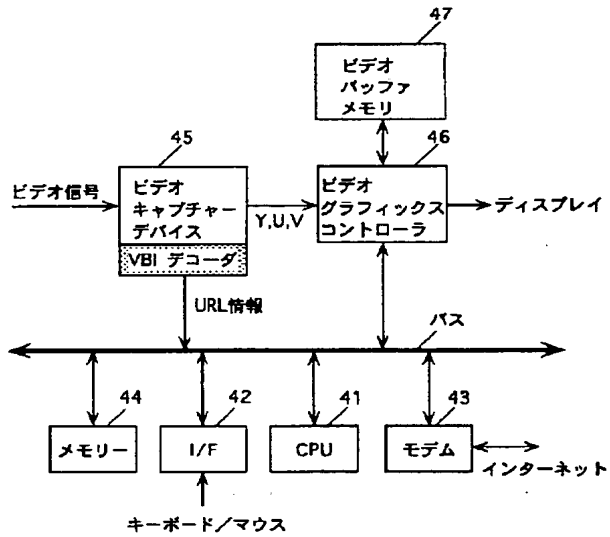 47
ビデオ
バッファ
メモリ
45
46
ビデオ信号
ビデオ
キャプチャー
デバイス
VBI デコーダ
Y,U,V
ビデオ
グラフィックス
コントローラ
ディスプレイ
URL情報
バス
44
42
41
43
メモリー
I/F
CPU
モデム
インターネット
キーボード／マウス